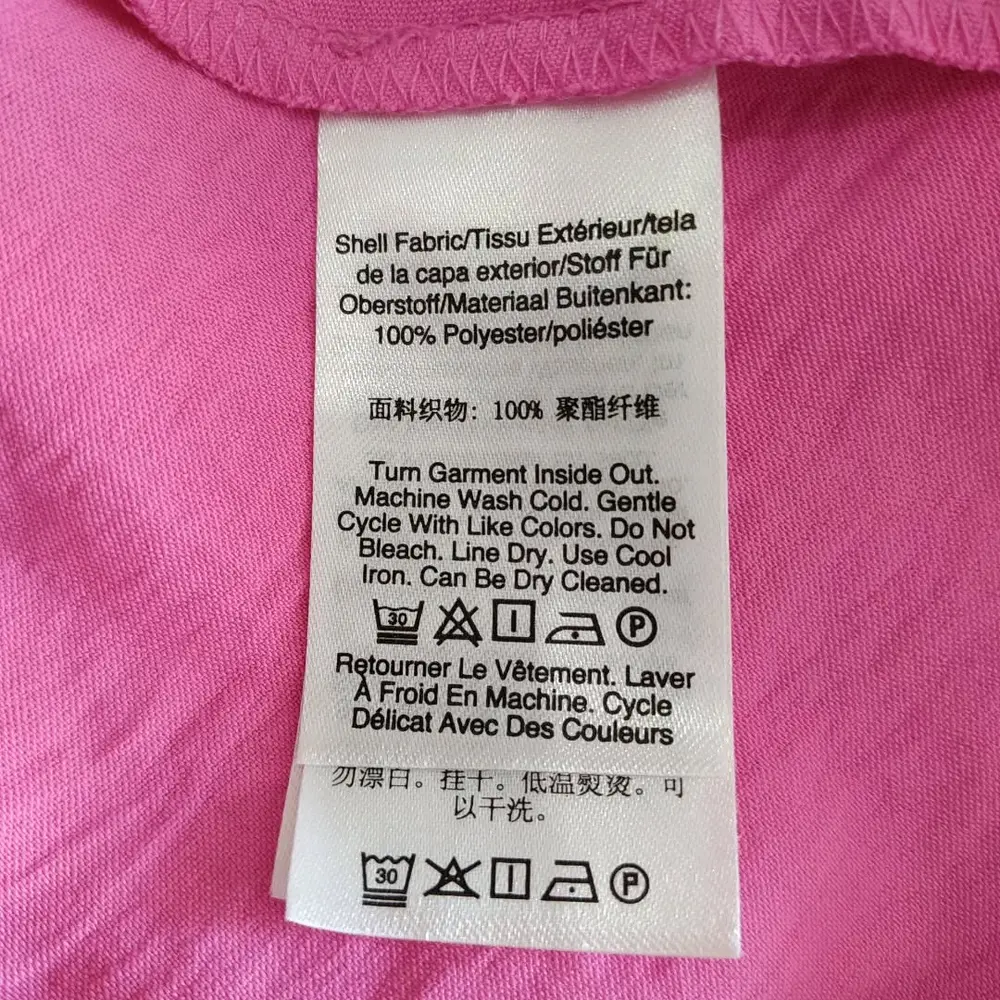 Shell Fabric/Tissu Extérieur/tela
de la capa exterior/Stoff Für
Oberstoff/Materiaal Buitenkant:
100% Polyester/poliéster
面料织物: 100% 聚酯纤维
Turn Garment Inside Out.
Machine Wash Cold. Gentle
Cycle With Like Colors. Do Not
Bleach. Line Dry. Use Cool
Iron. Can Be Dry Cleaned.
30 P
Retourner Le Vêtement. Laver
À Froid En Machine. Cycle
Délicat Avec Des Couleurs
勿漂白。挂干。低温熨烫。可
以干洗。
30 P